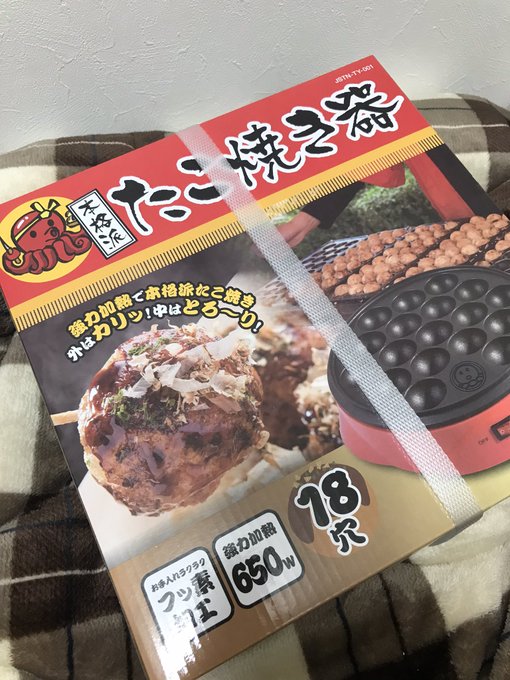 JSTN-TY-001
本格派
たこ焼き器
強力加熱で本格派たこ焼き
外はカリッ!中はとろ〜り!
OFF
18穴
強力加熱
650W
お手入れラクラク
フッ素
加工